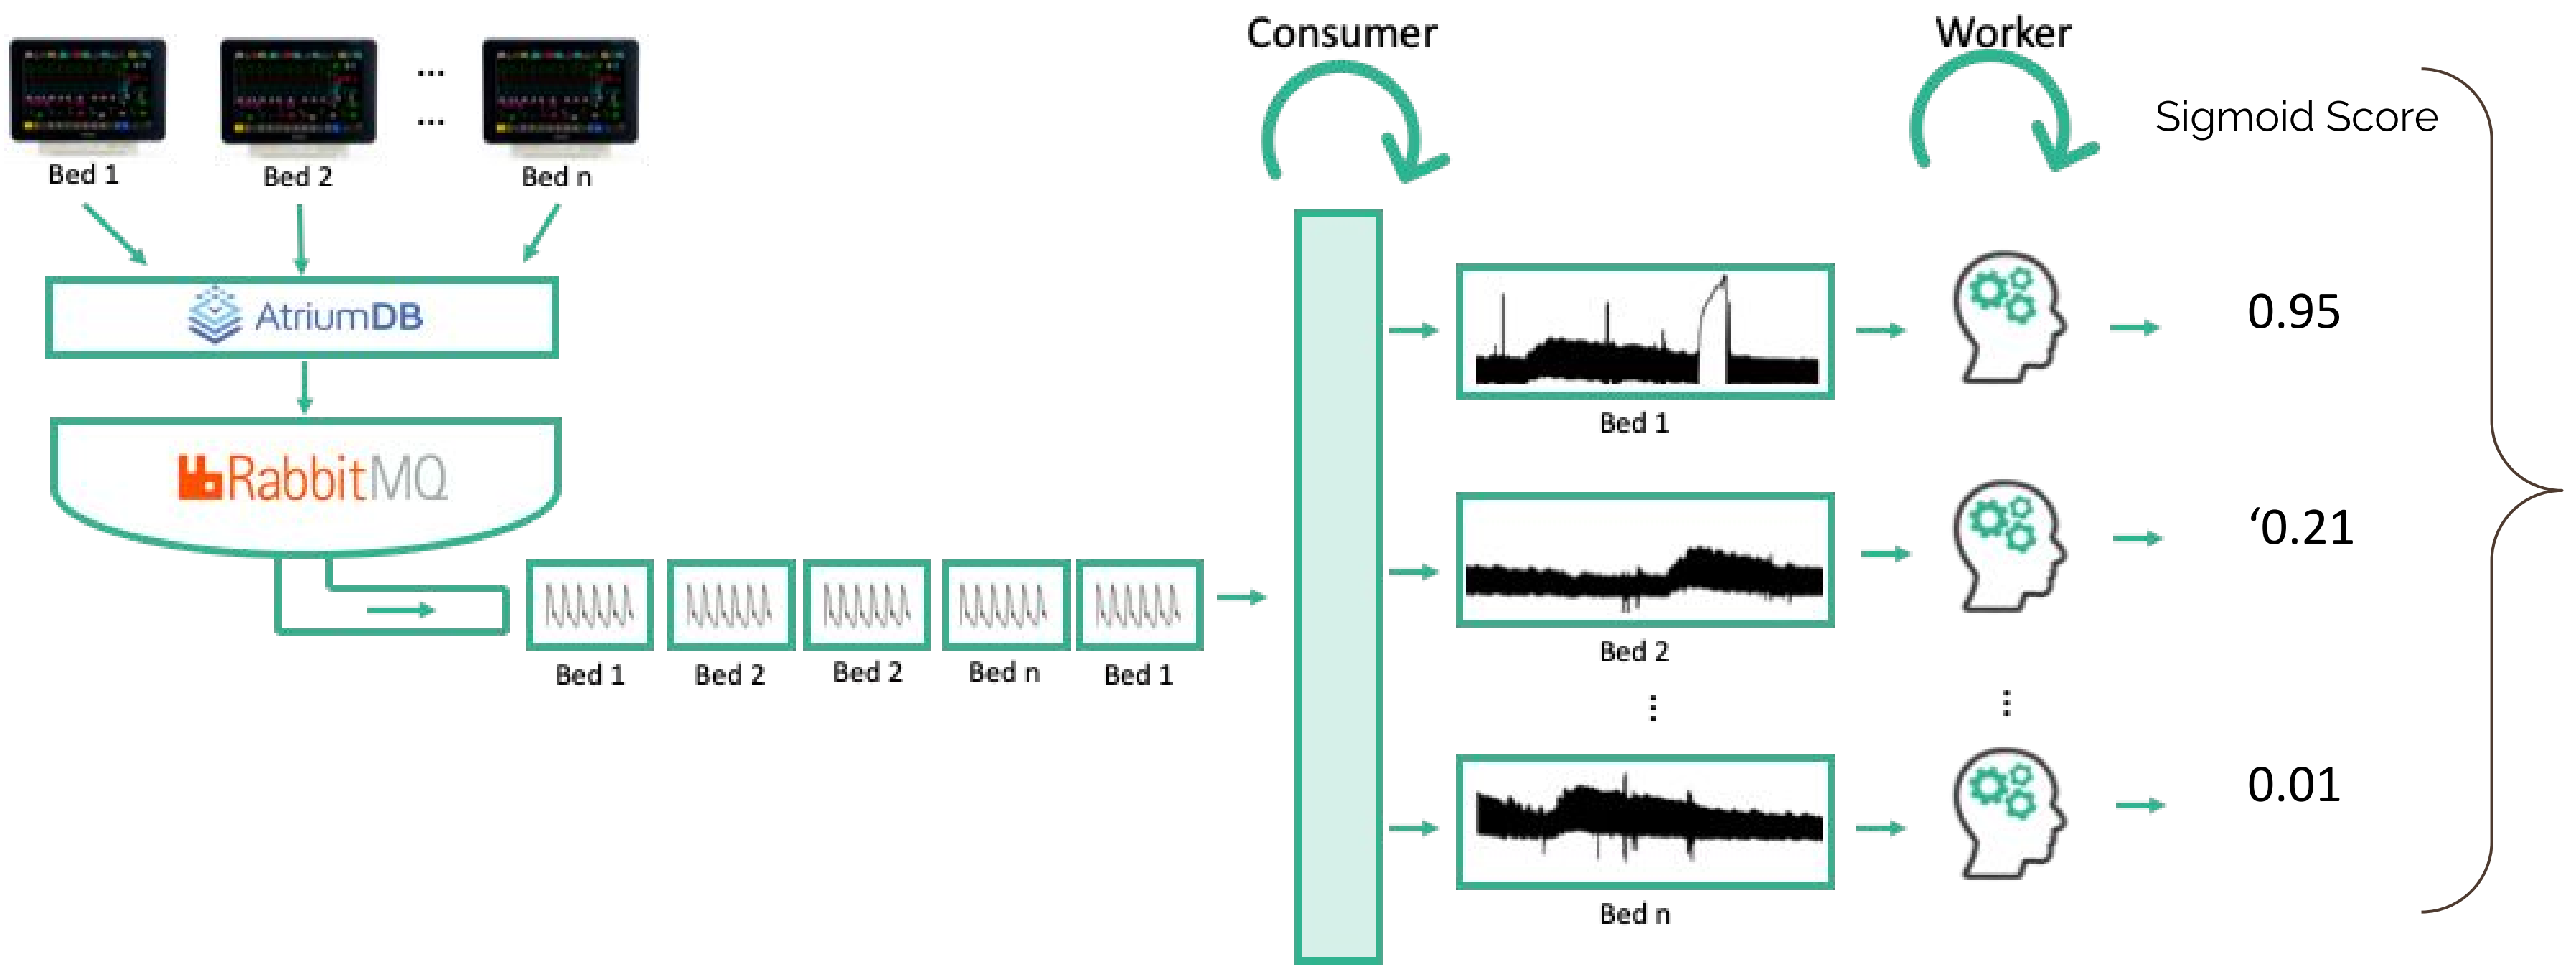 Consumer
Worker
Sigmoid Score
...
...
Bed 1
Bed 2
Bed n
AtriumDB
RabbitMQ
Bed 1
Bed 2
Bed 2
Bed n
Bed 1
0.95
Bed 1
‘0.21
Bed 2
...
...
0.01
Bed n